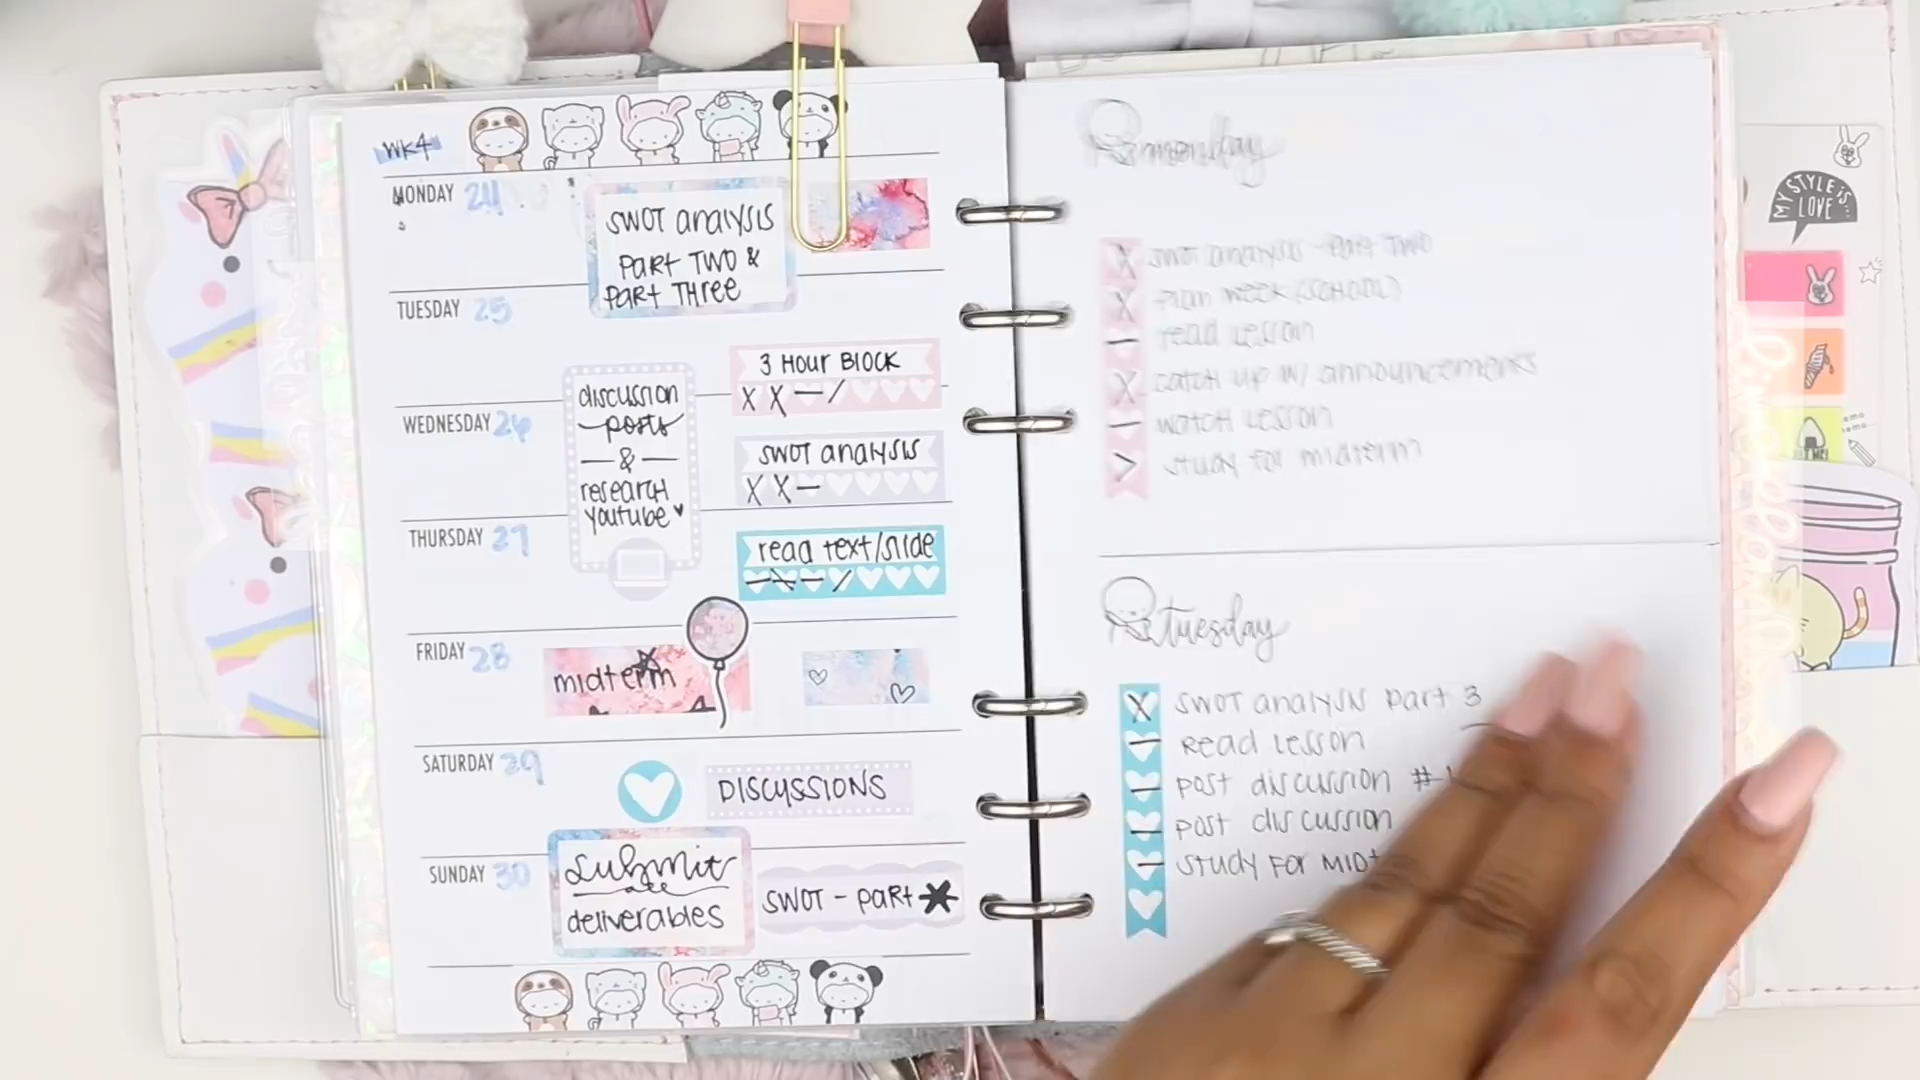 WK4
MONDAY 24
SWOT analysis
Part TWO &
Part THREE
TUESDAY 25
3 HOUR BLOCK
X X — /
WEDNESDAY 26
discussion
posts
— & —
research
YouTube
SWOT analysis
X X —
THURSDAY 27
read text/slide
FRIDAY 28
midterm
SATURDAY 29
DISCUSSIONS
SUNDAY 30
submit
all
deliverables
SWOT - part
monday
X SWOT analysis - Part TWO
X plan week (SCHOOL)
— read lesson
X catch up w/ announcements
— watch lesson
> study for midterm
tuesday
X SWOT analysis Part 3
— Read lesson
— post discussion #
— post discussion
— study for
MY STYLE IS...
LOVE